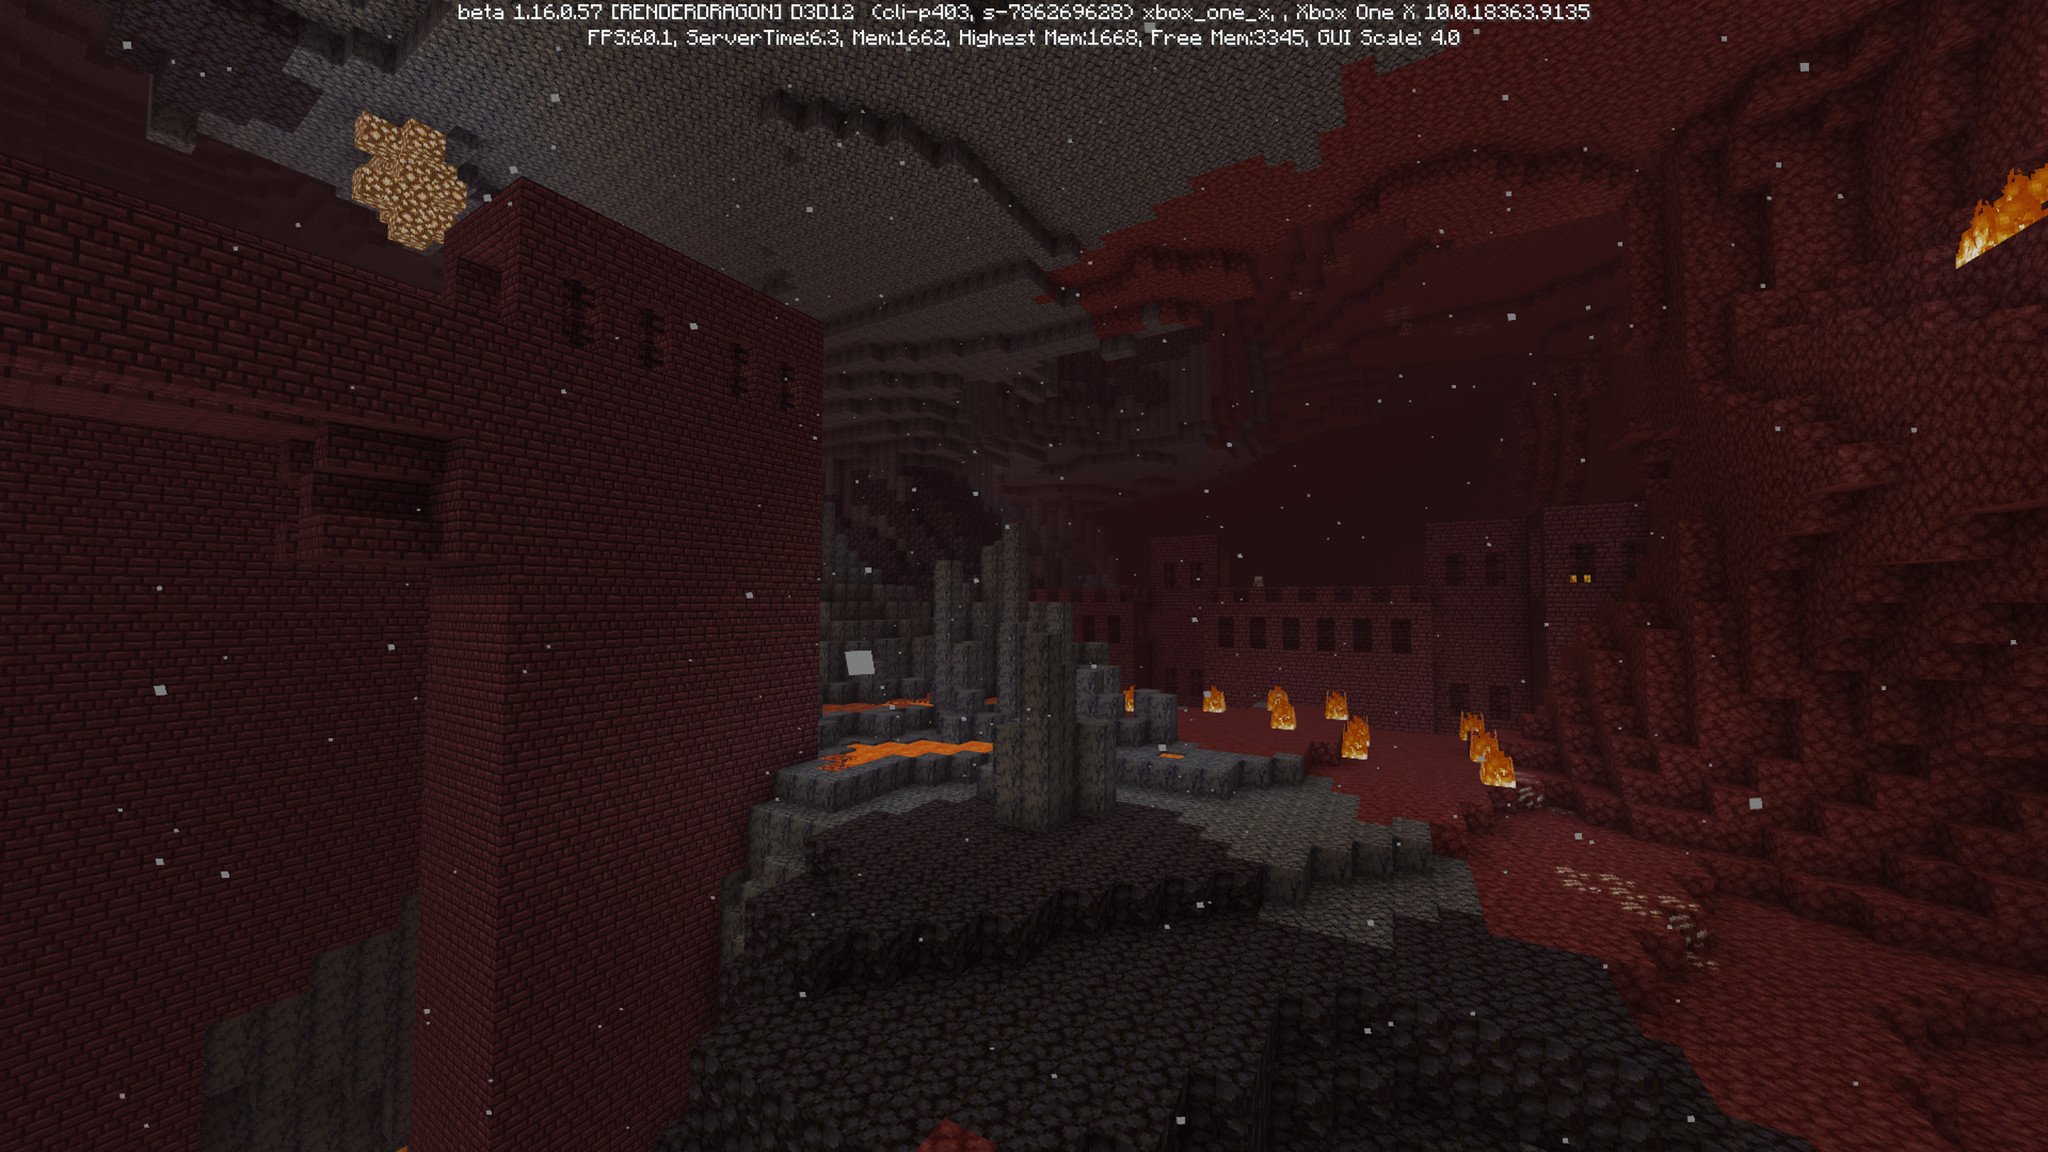 beta 1.16.0.57 [RENDERDRAGON] D3D12 (cli-p403, s-786269628) xbox_one_x, , Xbox One X 10.0.18363.9135
FPS:60.1, ServerTime:6.3, Mem:1662, Highest Mem:1668, Free Mem:3345, GUI Scale: 4.0